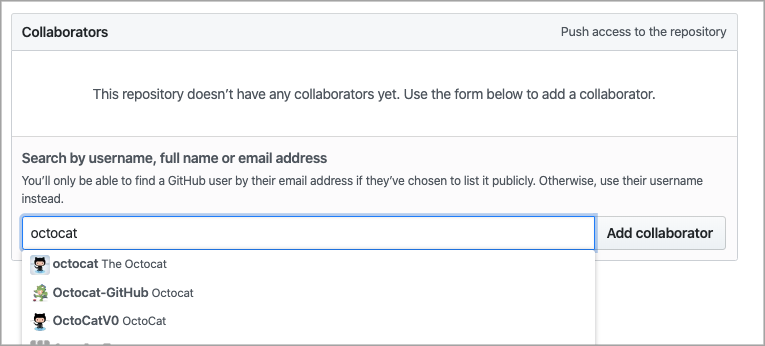 Collaborators
Push access to the repository
This repository doesn’t have any collaborators yet. Use the form below to add a collaborator.
Search by username, full name or email address
You’ll only be able to find a GitHub user by their email address if they’ve chosen to list it publicly. Otherwise, use their username
instead.
octocat
Add collaborator
octocat The Octocat
Octocat-GitHub Octocat
OctoCatV0 OctoCat